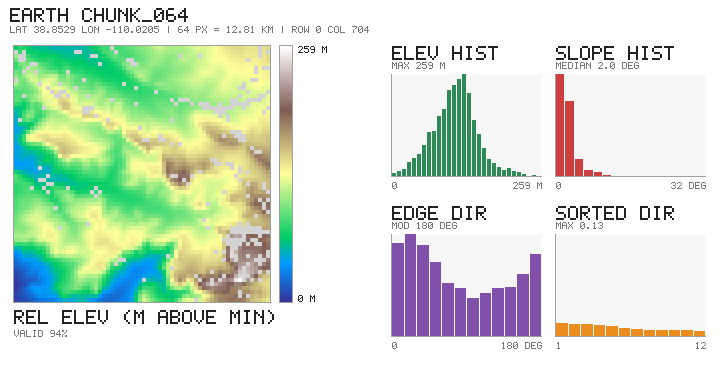 EARTH CHUNK_064
LAT 38.8529 LON -110.0205 | 64 PX = 12.81 KM | ROW 0 COL 704
259 M
0 M
REL ELEV (M ABOVE MIN)
VALID 94%
ELEV HIST
MAX 259 M
0 259 M
SLOPE HIST
MEDIAN 2.0 DEG
0 32 DEG
EDGE DIR
MOD 180 DEG
0 180 DEG
SORTED DIR
MAX 0.13
1 12